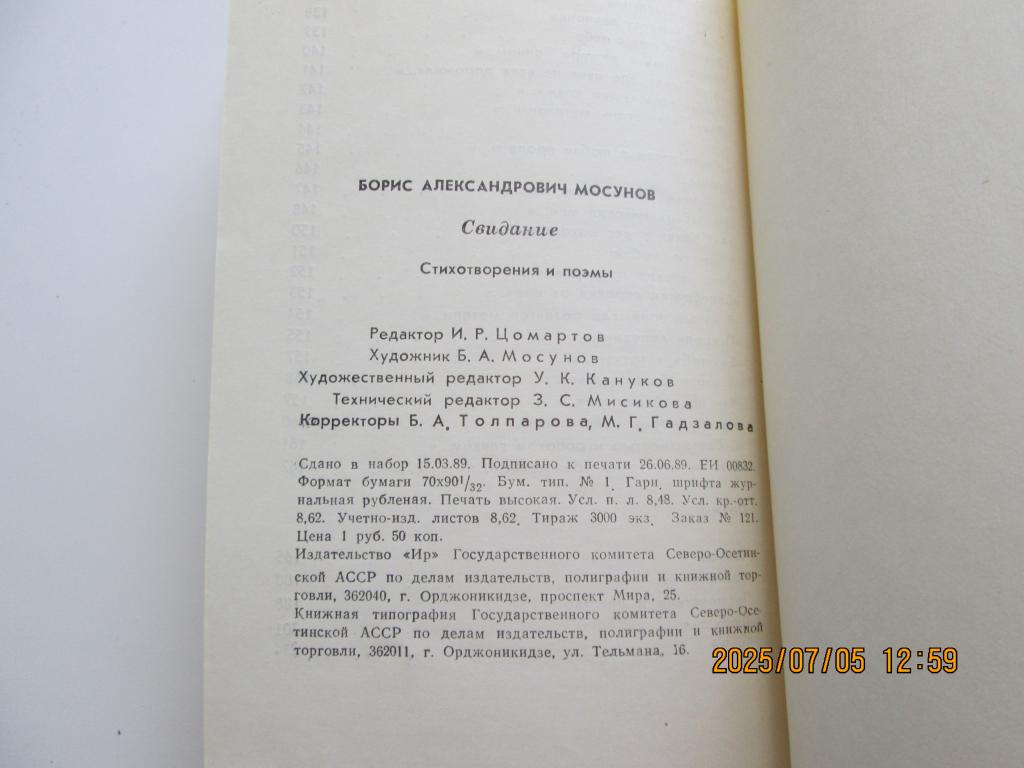 БОРИС АЛЕКСАНДРОВИЧ МОСУНОВ
Свидание
Стихотворения и поэмы
Редактор И. Р. Цомартов
Художник Б. А. Мосунов
Художественный редактор У. К. Кануков
Технический редактор З. С. Мисикова
Корректоры Б. А. Толпарова, М. Г. Гадзалова
Сдано в набор 15.03.89. Подписано к печати 26.06.89. ЕИ 00832.
Формат бумаги 70х90 1/32. Бум. тип. № 1. Гарн. шрифта жур-
нальная рубленая. Печать высокая. Усл. п. л. 8,48. Усл. кр.-отт.
8,62. Учетно-изд. листов 8,62. Тираж 3000 экз. Заказ № 121.
Цена 1 руб. 50 коп.
Издательство «Ир» Государственного комитета Северо-Осетин-
ской АССР по делам издательств, полиграфии и книжной тор-
говли, 362040, г. Орджоникидзе, проспект Мира, 25.
Книжная типография Государственного комитета Северо-Осе-
тинской АССР по делам издательств, полиграфии и книжной
торговли, 362011, г. Орджоникидзе, ул. Тельмана, 16.
2025/07/05 12:59